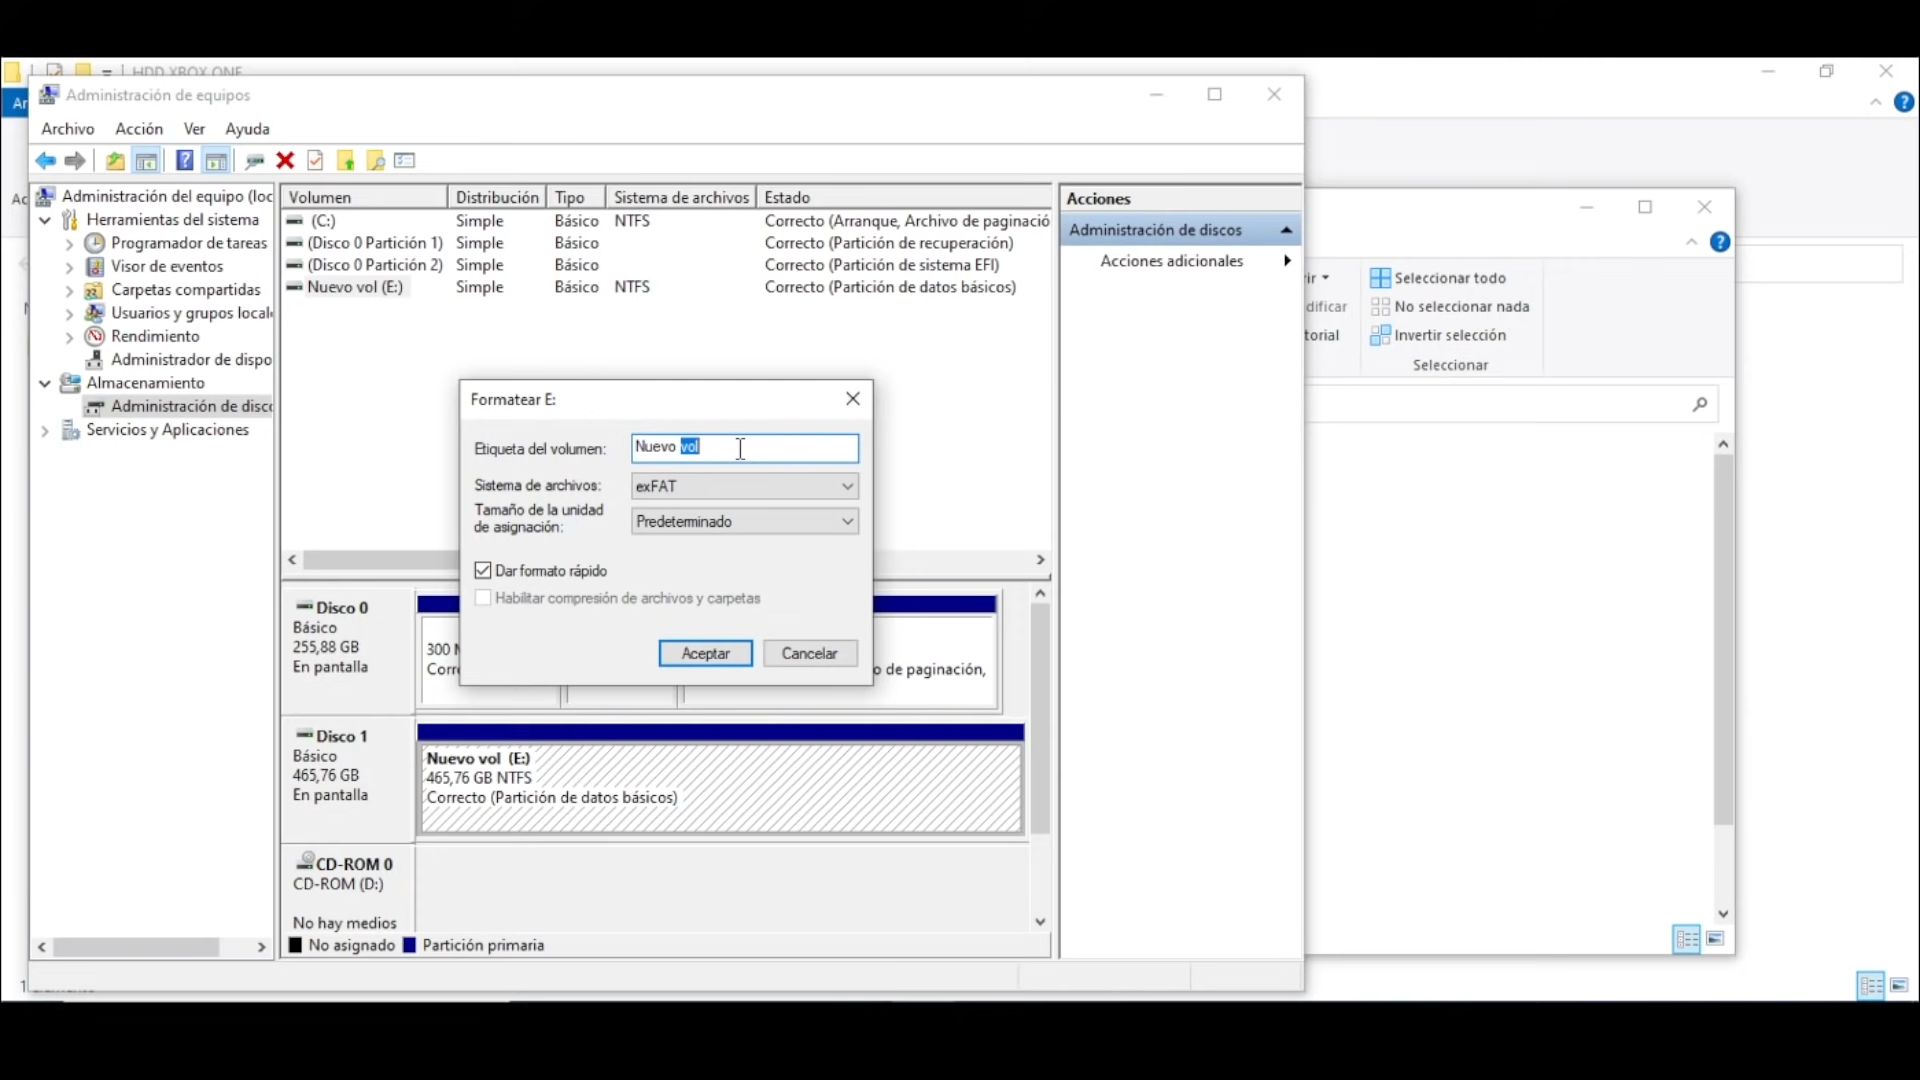 HDD XBOX ONE
Administración de equipos
Archivo Acción Ver Ayuda
Administración del equipo (loc
Herramientas del sistema
Programador de tareas
Visor de eventos
Carpetas compartidas
Usuarios y grupos local
Rendimiento
Administrador de dispo
Almacenamiento
Administración de disc
Servicios y Aplicaciones
Volumen Distribución Tipo Sistema de archivos Estado
(C:) Simple Básico NTFS Correcto (Arranque, Archivo de paginació
(Disco 0 Partición 1) Simple Básico Correcto (Partición de recuperación)
(Disco 0 Partición 2) Simple Básico Correcto (Partición de sistema EFI)
Nuevo vol (E:) Simple Básico NTFS Correcto (Partición de datos básicos)
Acciones
Administración de discos
Acciones adicionales
Formatear E:
Etiqueta del volumen: Nuevo vol
Sistema de archivos: exFAT
Tamaño de la unidad
de asignación: Predeterminado
Dar formato rápido
Habilitar compresión de archivos y carpetas
Aceptar Cancelar
Disco 0
Básico
255,88 GB
En pantalla
300 M
Corre
o de paginación,
Disco 1
Básico
465,76 GB
En pantalla
Nuevo vol (E:)
465,76 GB NTFS
Correcto (Partición de datos básicos)
CD-ROM 0
CD-ROM (D:)
No hay medios
No asignado Partición primaria
Seleccionar todo
No seleccionar nada
Invertir selección
Seleccionar
ir
dificar
torial
Ar
Ac